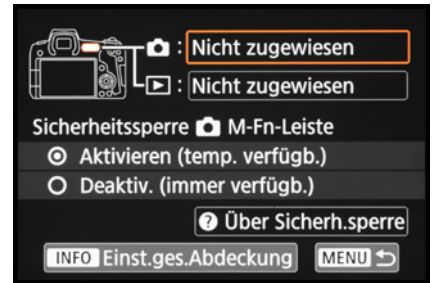 : Nicht zugewiesen
: Nicht zugewiesen
Sicherheitssperre M-Fn-Leiste
Aktivieren (temp. verfügb.)
Deaktiv. (immer verfügb.)
? Über Sicherh.sperre
INFO Einst.ges.Abdeckung MENU